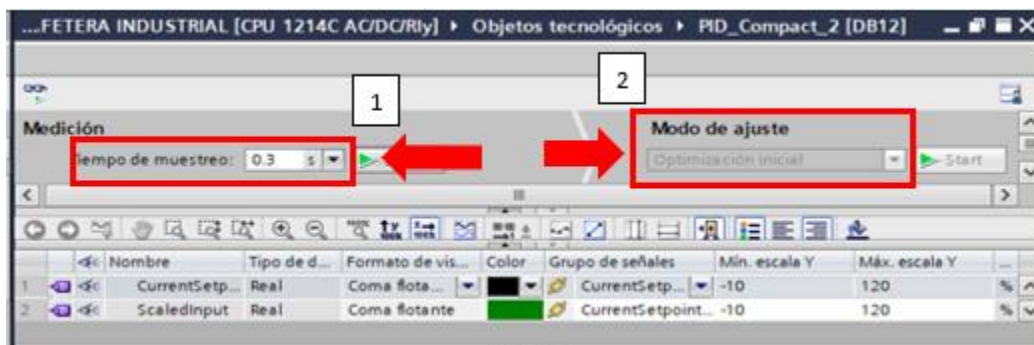 ....FETERA INDUSTRIAL [CPU 1214C AC/DC/Rly] Objetos tecnológicos PID_Compact_2 [DB12]
1 2
Medición Modo de ajuste
Tiempo de muestreo: 0.3 s Optimización inicial Start
Nombre Tipo de d... Formato de vis... Color Grupo de señales Mín. escala Y Máx. escala Y ...
1 CurrentSetp... Real Coma flota... CurrentSetp... -10 120 %
2 ScaledInput Real Coma flotante CurrentSetpoint... -10 120 %